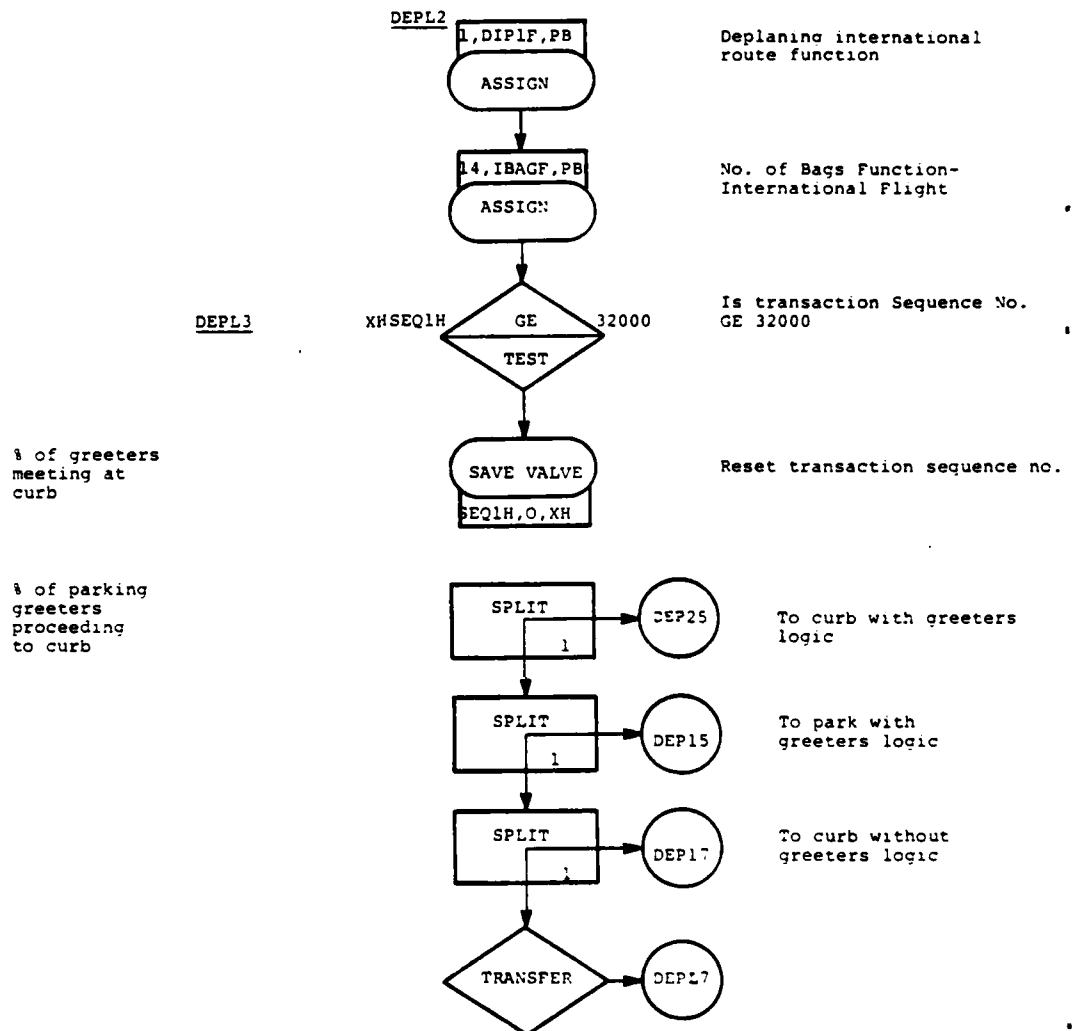 DEPL2
1,DIP1F,PB
Deplaning international
route function
ASSIGN
14,IBAGF,PB
No. of Bags Function-
International Flight
ASSIGN
DEPL3
XHSEQ1H
GE
32000
Is transaction Sequence No.
GE 32000
TEST
% of greeters
meeting at
curb
SAVE VALVE
Reset transaction sequence no.
SEQ1H,O,XH
% of parking
greeters
proceeding
to curb
SPLIT
1
DEP25
To curb with greeters
logic
SPLIT
1
DEP15
To park with
greeters logic
SPLIT
1
DEP17
To curb without
greeters logic
TRANSFER